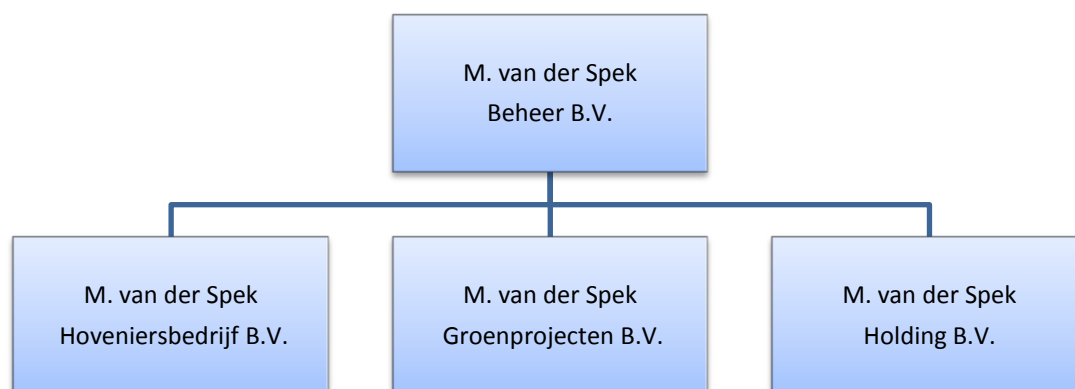 M. van der Spek
Beheer B.V.
M. van der Spek
Hoveniersbedrijf B.V.
M. van der Spek
Groenprojecten B.V.
M. van der Spek
Holding B.V.